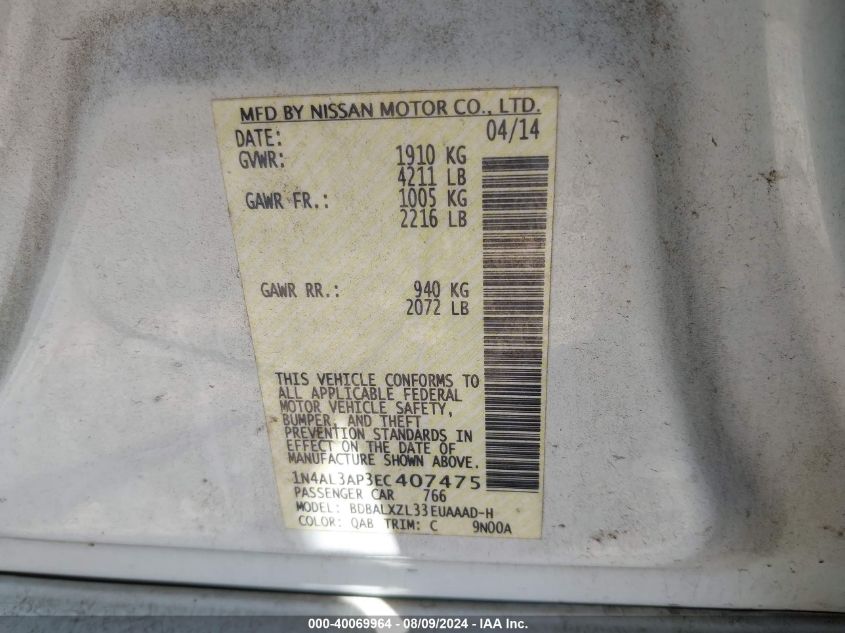 MFD BY NISSAN MOTOR CO., LTD.
DATE: 04/14
GVWR: 1910 KG
4211 LB
GAWR FR.: 1005 KG
2216 LB
GAWR RR.: 940 KG
2072 LB
THIS VEHICLE CONFORMS TO
ALL APPLICABLE FEDERAL
MOTOR VEHICLE SAFETY,
BUMPER, AND THEFT
PREVENTION STANDARDS IN
EFFECT ON THE DATE OF
MANUFACTURE SHOWN ABOVE.
1N4AL3AP3EC407475
PASSENGER CAR 766
MODEL: BDBALXZL33EUAAAD-H
COLOR: QAB TRIM: C 9N00A
000-40069964 - 08/09/2024 - IAA Inc.